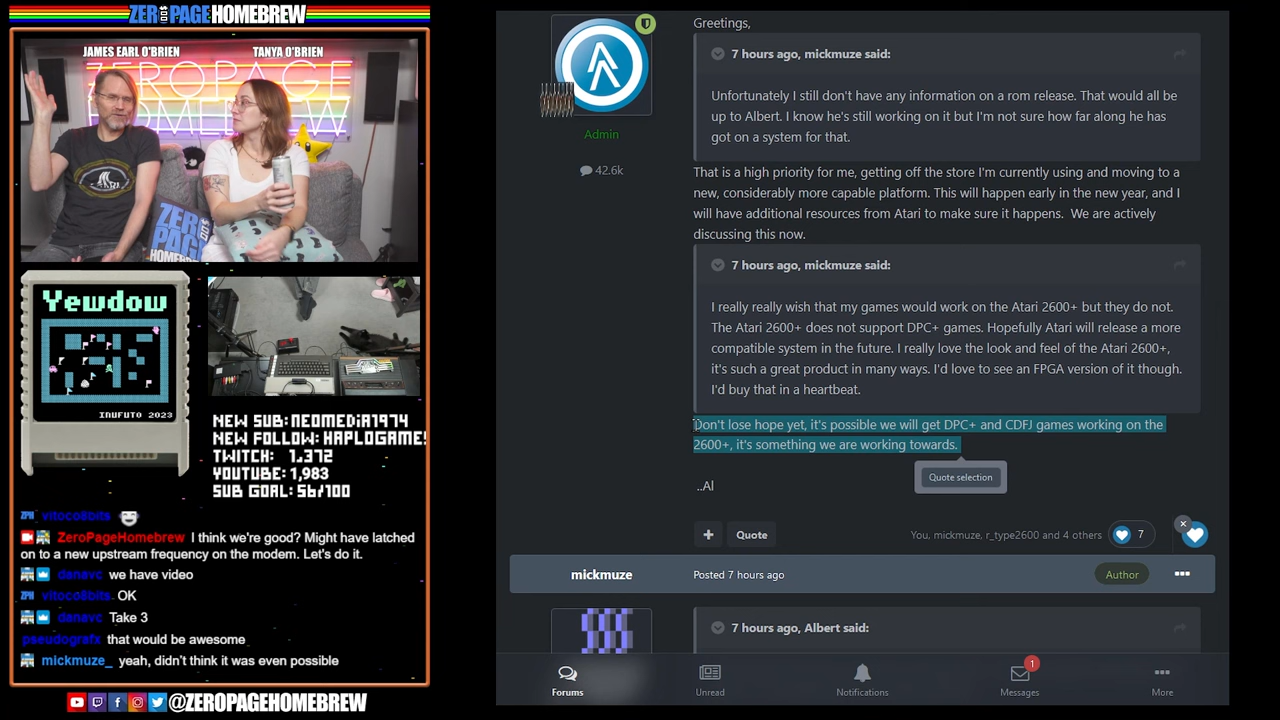 ZEROPAGE HOMEBREW
JAMES EARL O'BRIEN
TANYA O'BRIEN
ZEROPAGE
HOMEBREW
ZERO
PAGE
HOMEBREW
Yewdow
INUFUTO 2023
NEW SUB:NEOMEDIA1974
NEW FOLLOW:HAPLOGAMES
TWITCH: 1,372
YOUTUBE: 1,983
SUB GOAL: 56/100
vitoco8bits
ZeroPageHomebrew I think we're good? Might have latched
on to a new upstream frequency on the modem. Let's do it.
danavc we have video
vitoco8bits OK
danavc Take 3
pseudografx that would be awesome
mickmuze_ yeah, didn't think it was even possible
@ZEROPAGEHOMEBREW
Admin
42.6k
Greetings,
7 hours ago, mickmuze said:
Unfortunately I still don't have any information on a rom release. That would all be
up to Albert. I know he's still working on it but I'm not sure how far along he has
got on a system for that.
That is a high priority for me, getting off the store I'm currently using and moving to a
new, considerably more capable platform. This will happen early in the new year, and I
will have additional resources from Atari to make sure it happens.  We are actively
discussing this now.
7 hours ago, mickmuze said:
I really really wish that my games would work on the Atari 2600+ but they do not.
The Atari 2600+ does not support DPC+ games. Hopefully Atari will release a more
compatible system in the future. I really love the look and feel of the Atari 2600+,
it's such a great product in many ways. I'd love to see an FPGA version of it though.
I'd buy that in a heartbeat.
Don't lose hope yet, it's possible we will get DPC+ and CDFJ games working on the
2600+, it's something we are working towards.
Quote selection
..Al
+ Quote
You, mickmuze, r_type2600 and 4 others 7
mickmuze
Posted 7 hours ago
Author
7 hours ago, Albert said:
1
Forums
Unread
Notifications
Messages
More